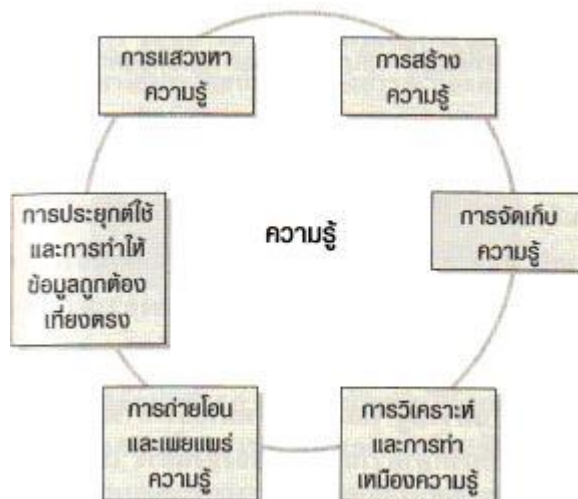 การแสวงหา
ความรู้
การสร้าง
ความรู้
การจัดเก็บ
ความรู้
การวิเคราะห์
และการทำ
เหมืองความรู้
การถ่ายโอน
และเผยแพร่
ความรู้
การประยุกต์ใช้
และการทำให้
ข้อมูลถูกต้อง
เที่ยงตรง
ความรู้